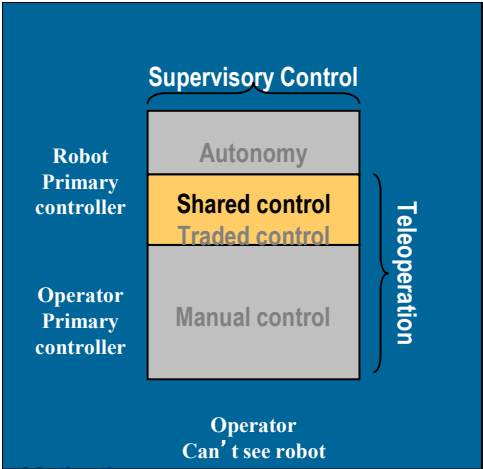 Supervisory Control
Robot
Primary
controller
Autonomy
Shared control
Traded control
Teleoperation
Operator
Primary
controller
Manual control
Operator
Can't see robot